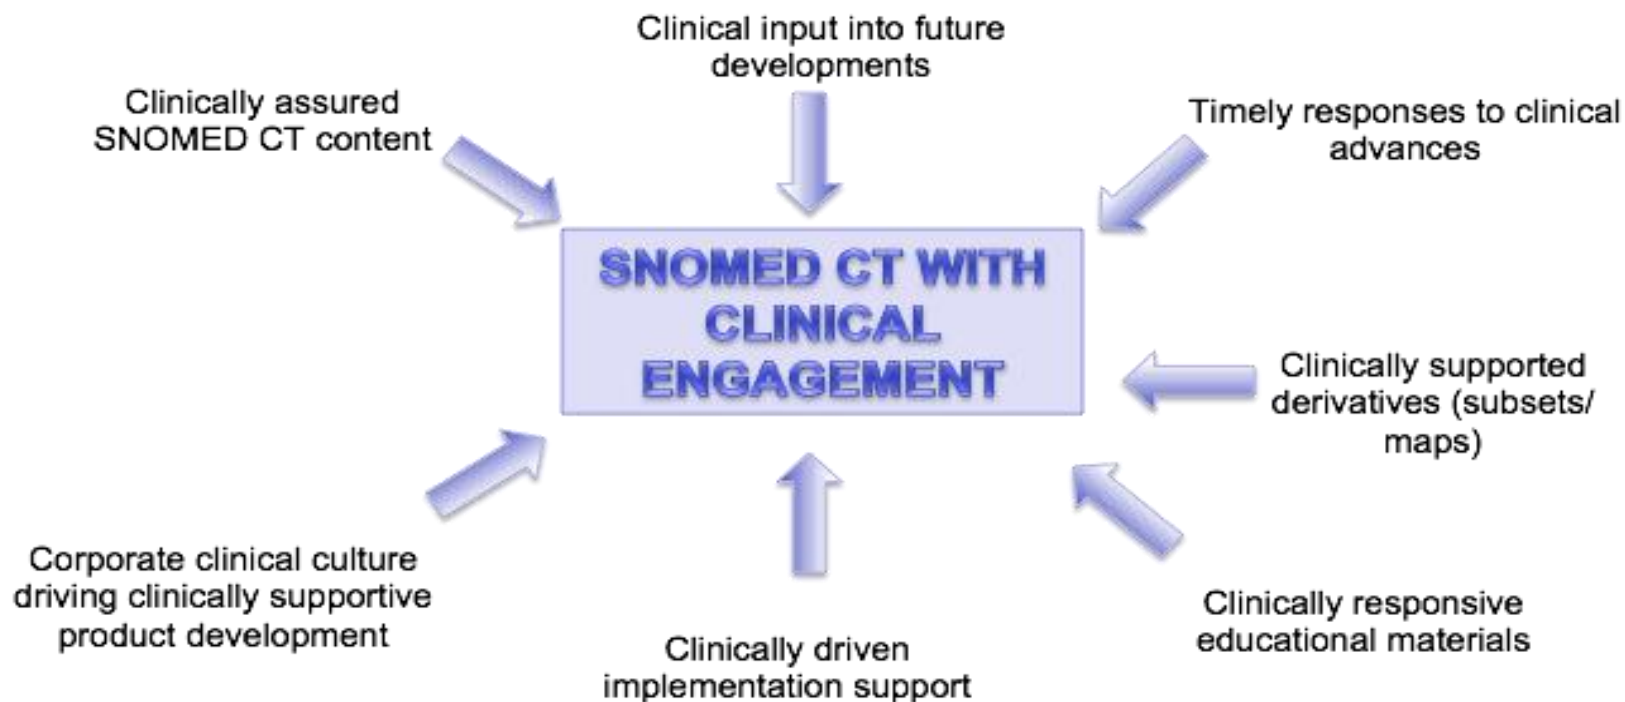 Clinical input into future
developments
Clinically assured
SNOMED CT content
Timely responses to clinical
advances
SNOMED CT WITH
CLINICAL
ENGAGEMENT
Clinically supported
derivatives (subsets/
maps)
Corporate clinical culture
driving clinically supportive
product development
Clinically driven
implementation support
Clinically responsive
educational materials